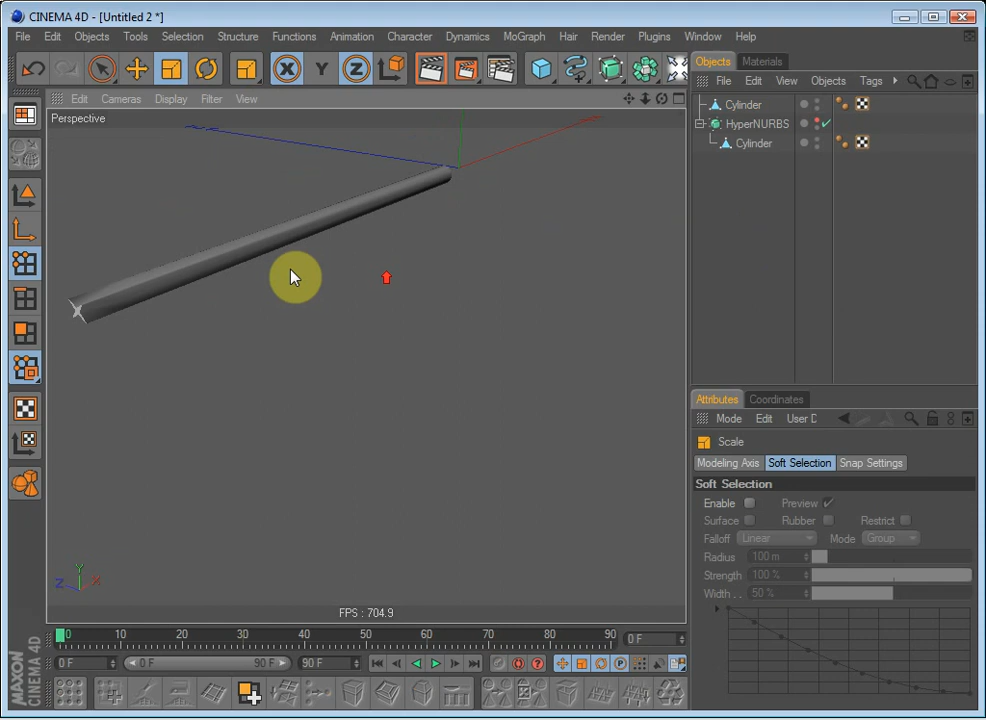 CINEMA 4D - [Untitled 2 *]
File Edit Objects Tools Selection Structure Functions Animation Character Dynamics MoGraph Hair Render Plugins Window Help
X Y Z
Objects Materials
File Edit View Objects Tags
Edit Cameras Display Filter View
Cylinder
Perspective
HyperNURBS
Cylinder
Attributes Coordinates
Mode Edit User D
Scale
Modeling Axis Soft Selection Snap Settings
Soft Selection
Enable Preview
Surface Rubber Restrict
Falloff Linear Mode Group
Radius 100 m
Strength 100 %
Width . . 50 %
Y
Z X
FPS : 704.9
0 10 20 30 40 50 60 70 80 90 0 F
0 F 0 F 90 F 90 F
MAXON
CINEMA 4D